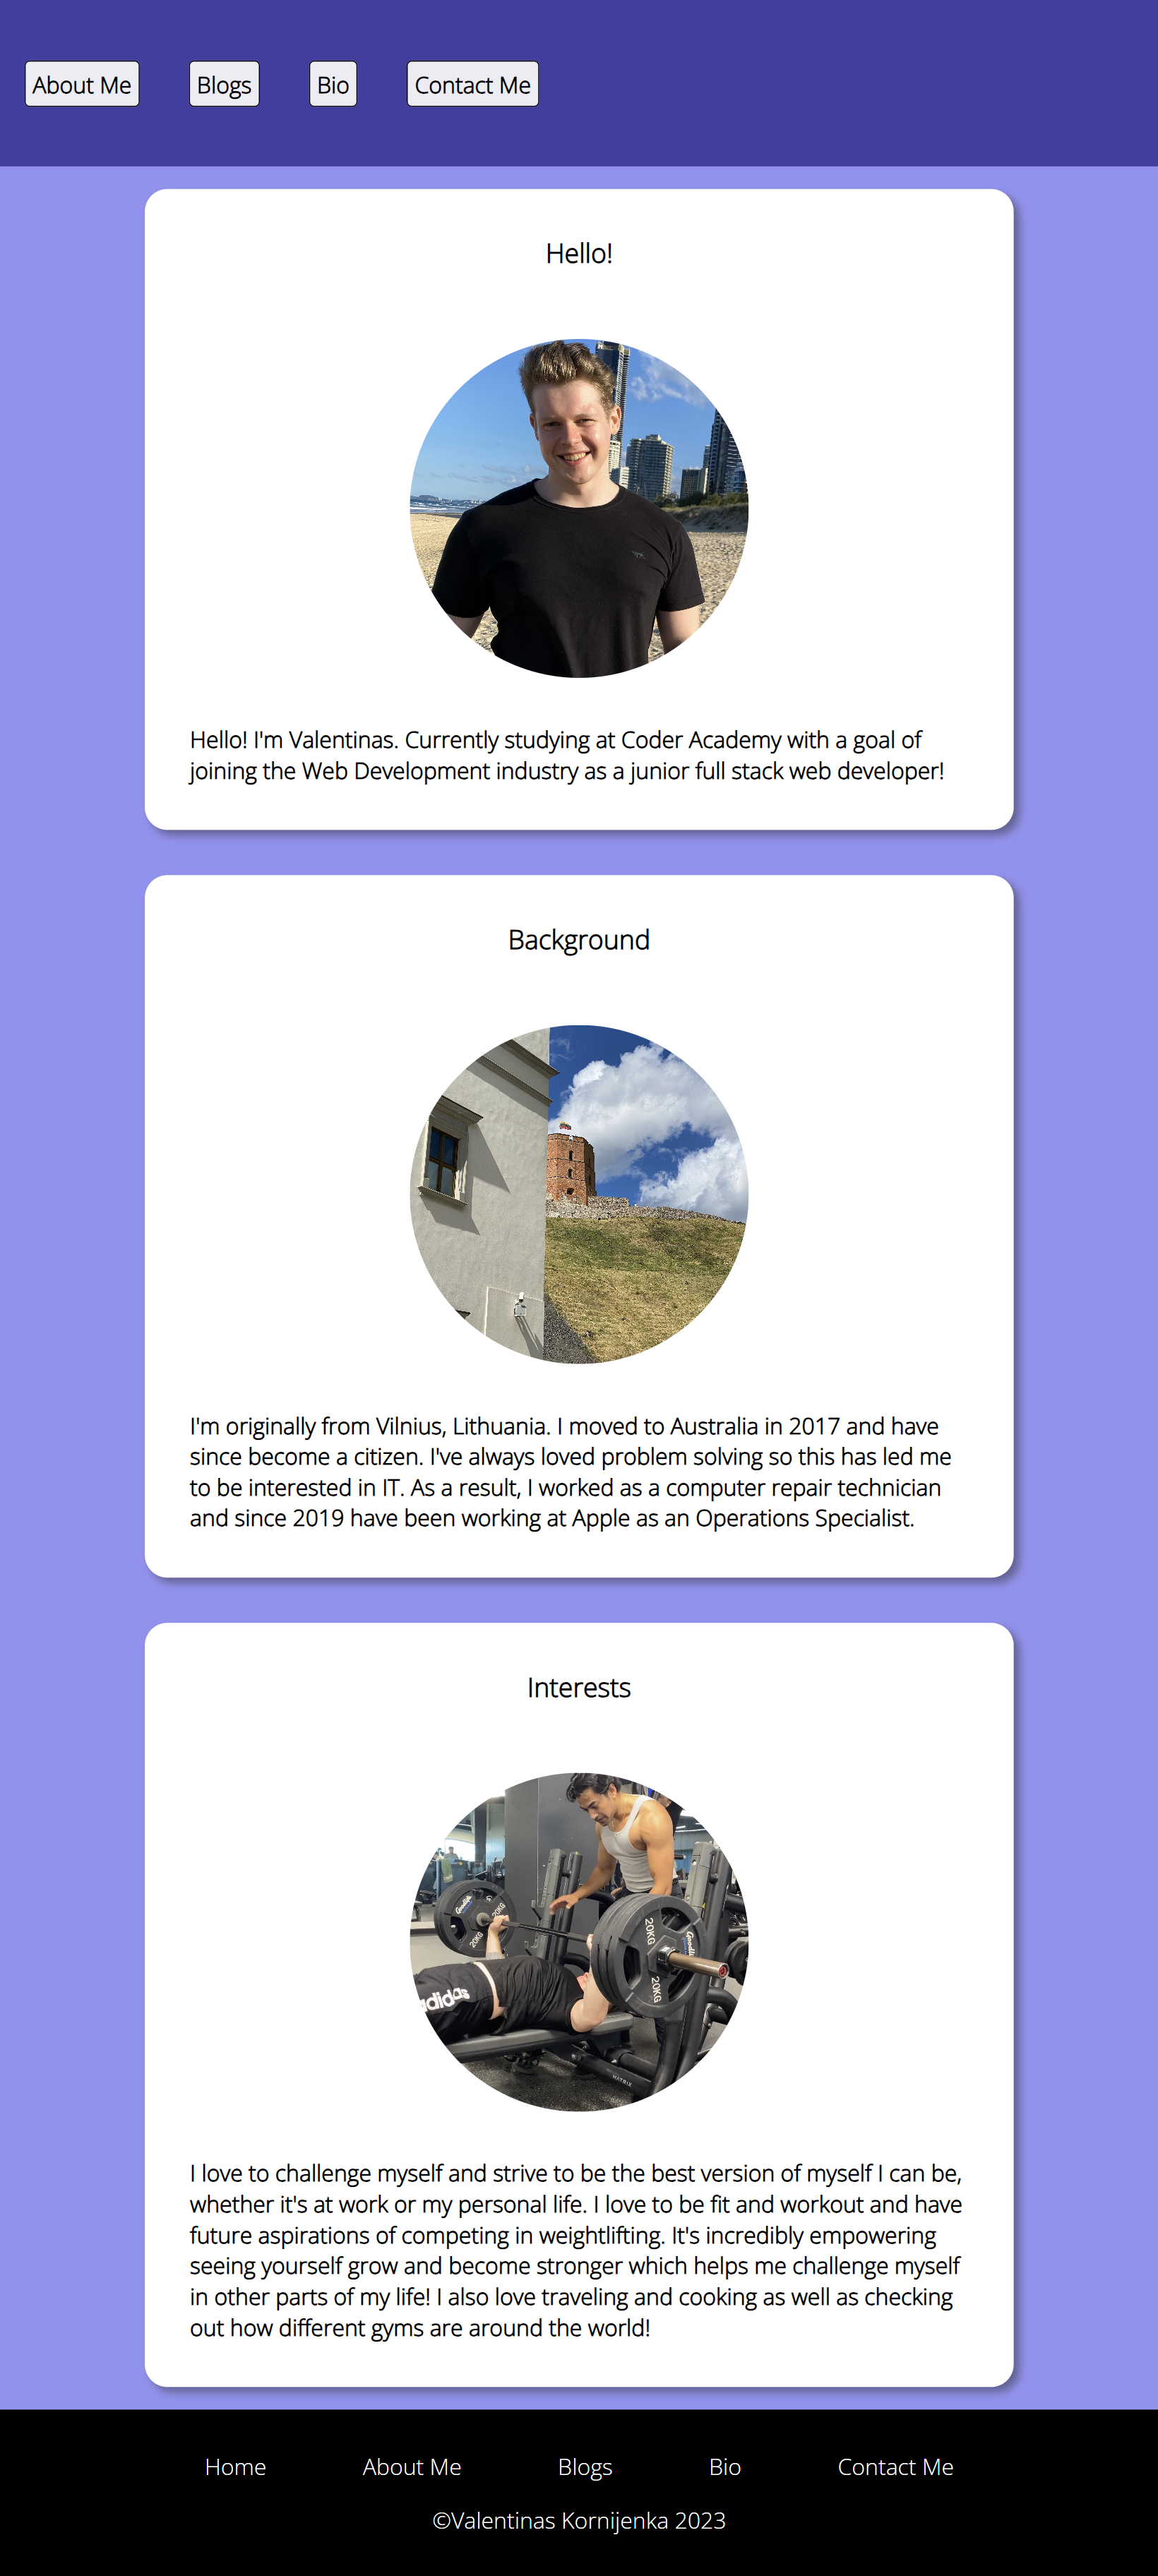 About Me Blogs Bio Contact Me
Hello!
Hello! I'm Valentinas. Currently studying at Coder Academy with a goal of
joining the Web Development industry as a junior full stack web developer!
Background
I'm originally from Vilnius, Lithuania. I moved to Australia in 2017 and have
since become a citizen. I've always loved problem solving so this has led me
to be interested in IT. As a result, I worked as a computer repair technician
and since 2019 have been working at Apple as an Operations Specialist.
Interests
20KG
20KG
20KG
20KG
adidas
MATRIX
I love to challenge myself and strive to be the best version of myself I can be,
whether it's at work or my personal life. I love to be fit and workout and have
future aspirations of competing in weightlifting. It's incredibly empowering
seeing yourself grow and become stronger which helps me challenge myself
in other parts of my life! I also love traveling and cooking as well as checking
out how different gyms are around the world!
Home About Me Blogs Bio Contact Me
©Valentinas Kornijenka 2023